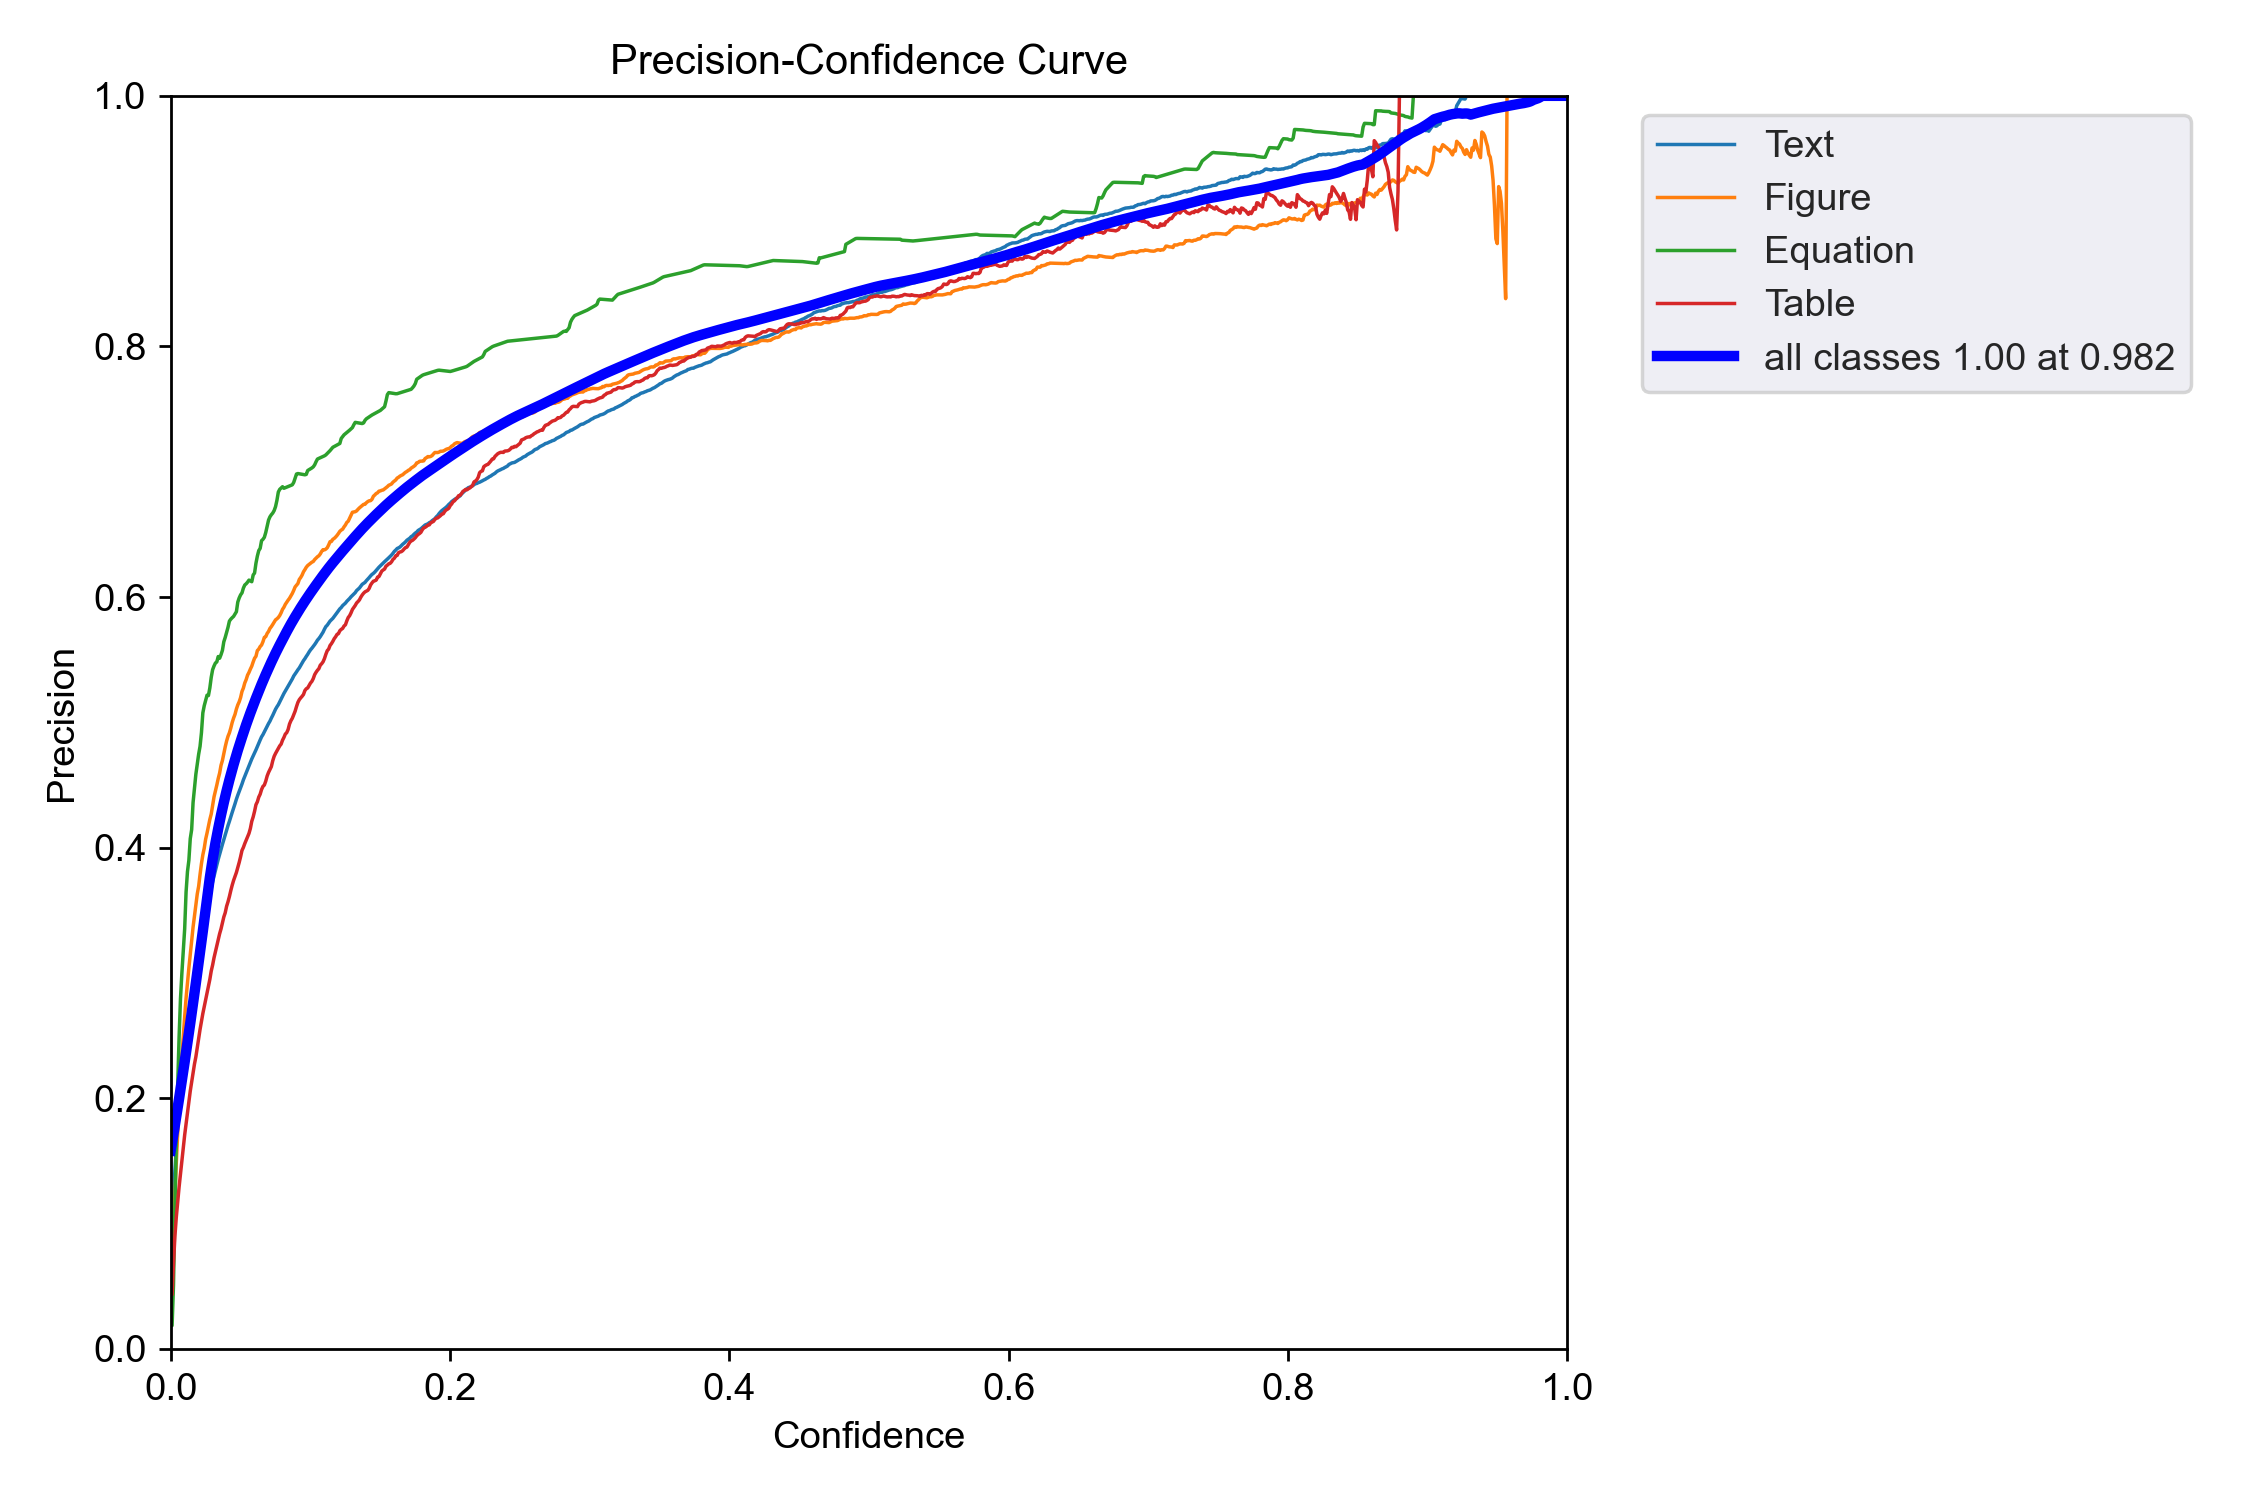 Precision-Confidence Curve
1.0
0.8
0.6
0.4
0.2
0.0
Precision
0.0 0.2 0.4 0.6 0.8 1.0
Confidence
Text
Figure
Equation
Table
all classes 1.00 at 0.982